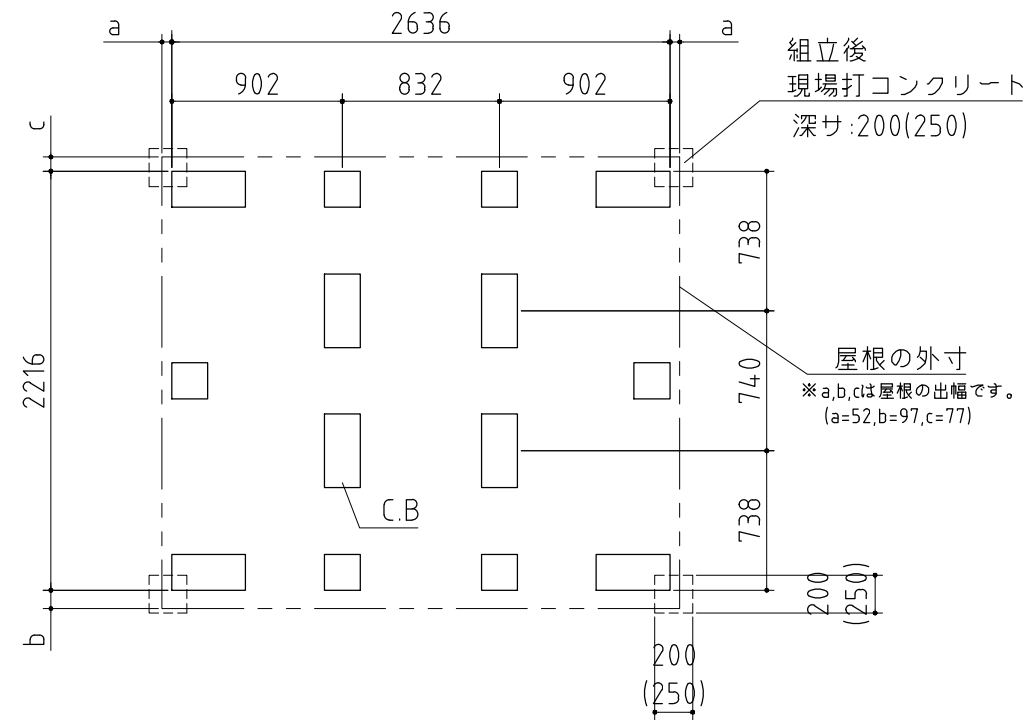 a
2636
a
組立後
902
832
902
現場打コンクリート
深サ:200(250)
c
738
2216
屋根の外寸
740
※a,b,cは屋根の出幅です。
(a=52,b=97,c=77)
C.B
738
200
(250)
b
200
(250)